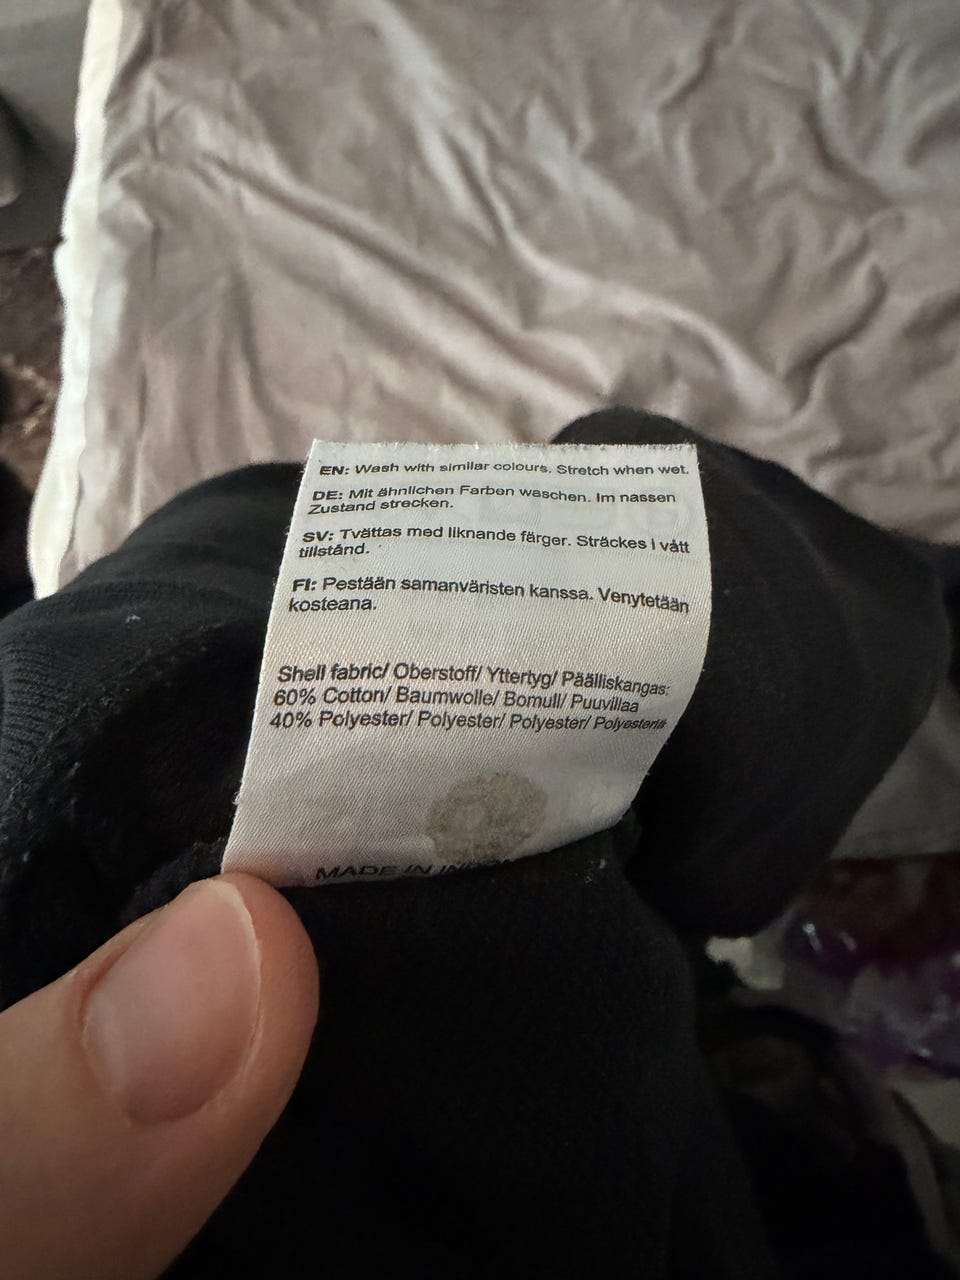 EN: Wash with similar colours. Stretch when wet.
DE: Mit ähnlichen Farben waschen. Im nassen
Zustand strecken.
SV: Tvättas med liknande färger. Sträckes i vått
tillstånd.
FI: Pestään samanväristen kanssa. Venytetään
kosteana.
Shell fabric/ Oberstoff/ Yttertyg/ Päälliskangas:
60% Cotton/ Baumwolle/ Bomull/ Puuvillaa
40% Polyester/ Polyester/ Polyester/ Polyesteriä
MADE IN